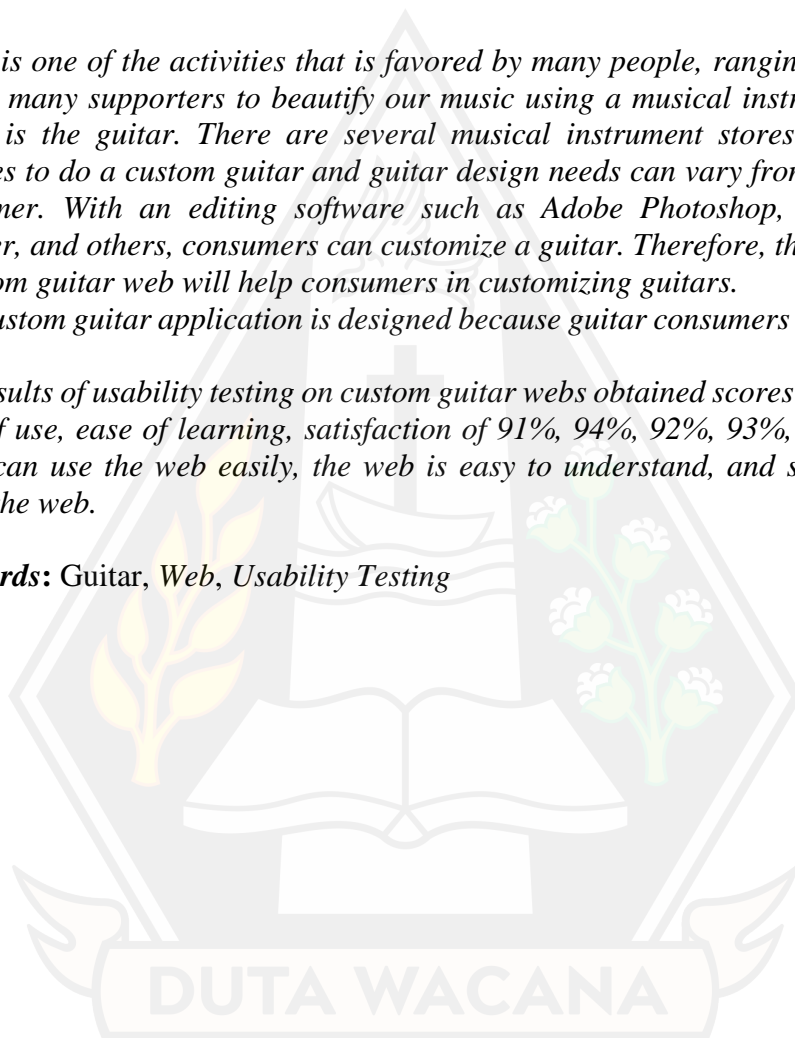 is one of the activities that is favored by many people, rangin
many supporters to beautify our music using a musical instr
is the guitar. There are several musical instrument stores
es to do a custom guitar and guitar design needs can vary from
ner. With an editing software such as Adobe Photoshop,
er, and others, consumers can customize a guitar. Therefore, th
om guitar web will help consumers in customizing guitars.
ustom guitar application is designed because guitar consumers
sults of usability testing on custom guitar webs obtained scores
f use, ease of learning, satisfaction of 91%, 94%, 92%, 93%,
can use the web easily, the web is easy to understand, and s
he web.
rds: Guitar, Web, Usability Testing
DUTA WACANA